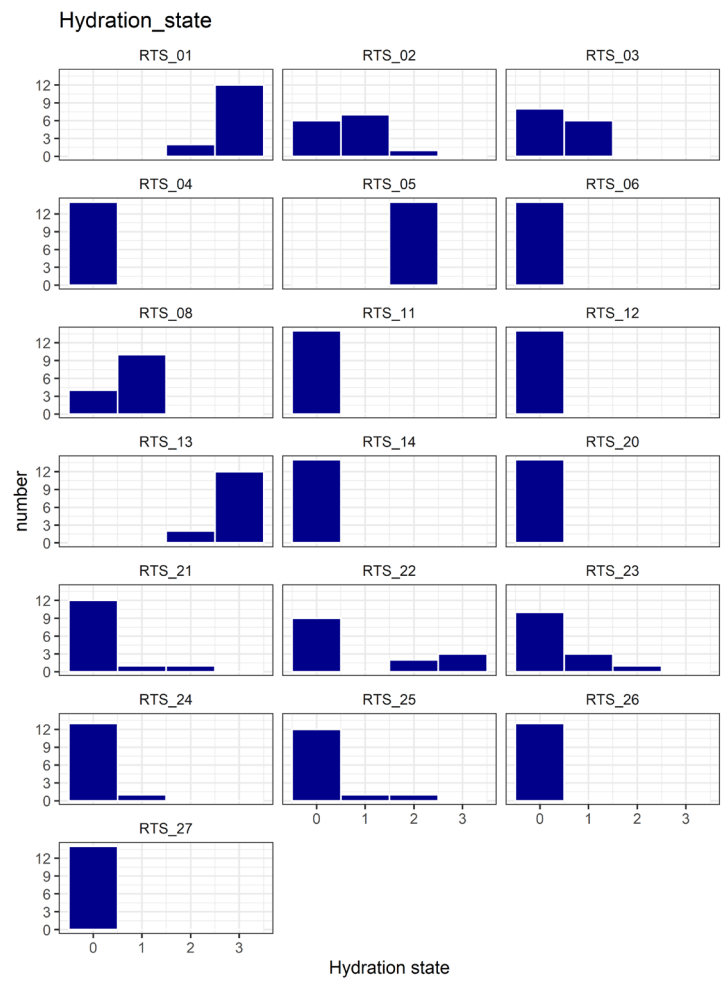 Hydration_state
RTS_01 RTS_02 RTS_03
12
9
6
3
0
RTS_04 RTS_05 RTS_06
12
9
6
3
0
RTS_08 RTS_11 RTS_12
12
9
6
3
0
RTS_13 RTS_14 RTS_20
12
9
6
3
0
number
RTS_21 RTS_22 RTS_23
12
9
6
3
0
RTS_24 RTS_25 RTS_26
12
9
6
3
0
0 1 2 3 0 1 2 3
RTS_27
12
9
6
3
0
0 1 2 3
Hydration state